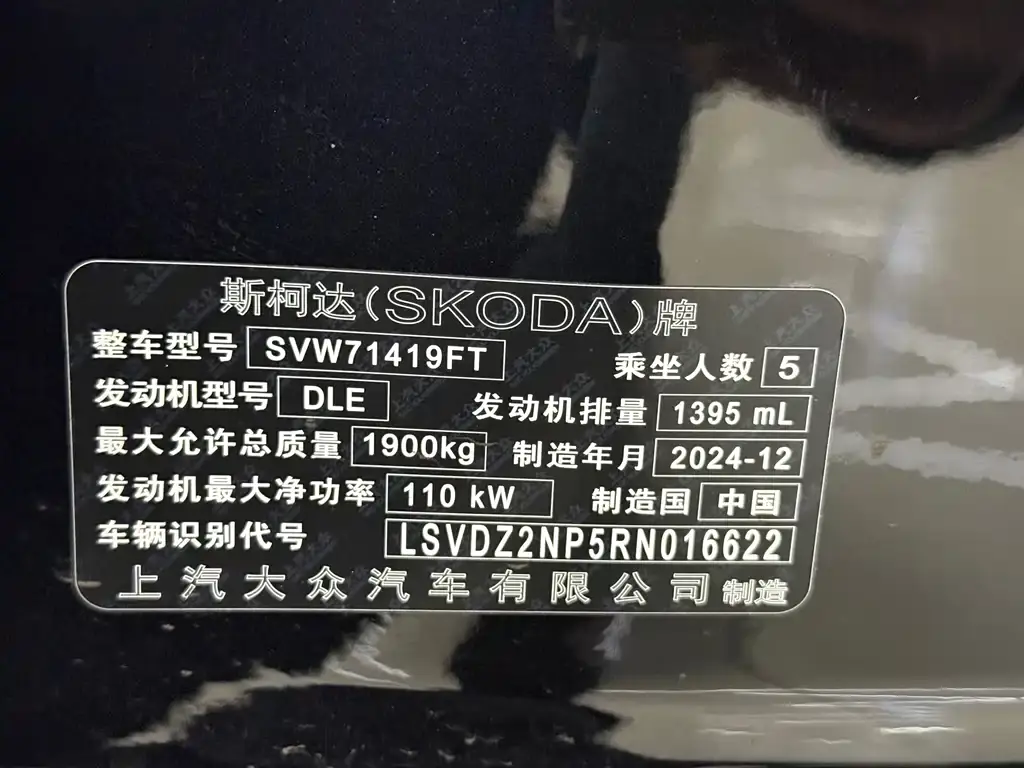 斯柯达(SKODA)牌
整车型号 SVW71419FT 乘坐人数 5
发动机型号 DLE 发动机排量 1395 mL
最大允许总质量 1900kg 制造年月 2024-12
发动机最大净功率 110 kW 制造国 中国
车辆识别代号 LSVDZ2NP5RN016622
上汽大众汽车有限公司 制造